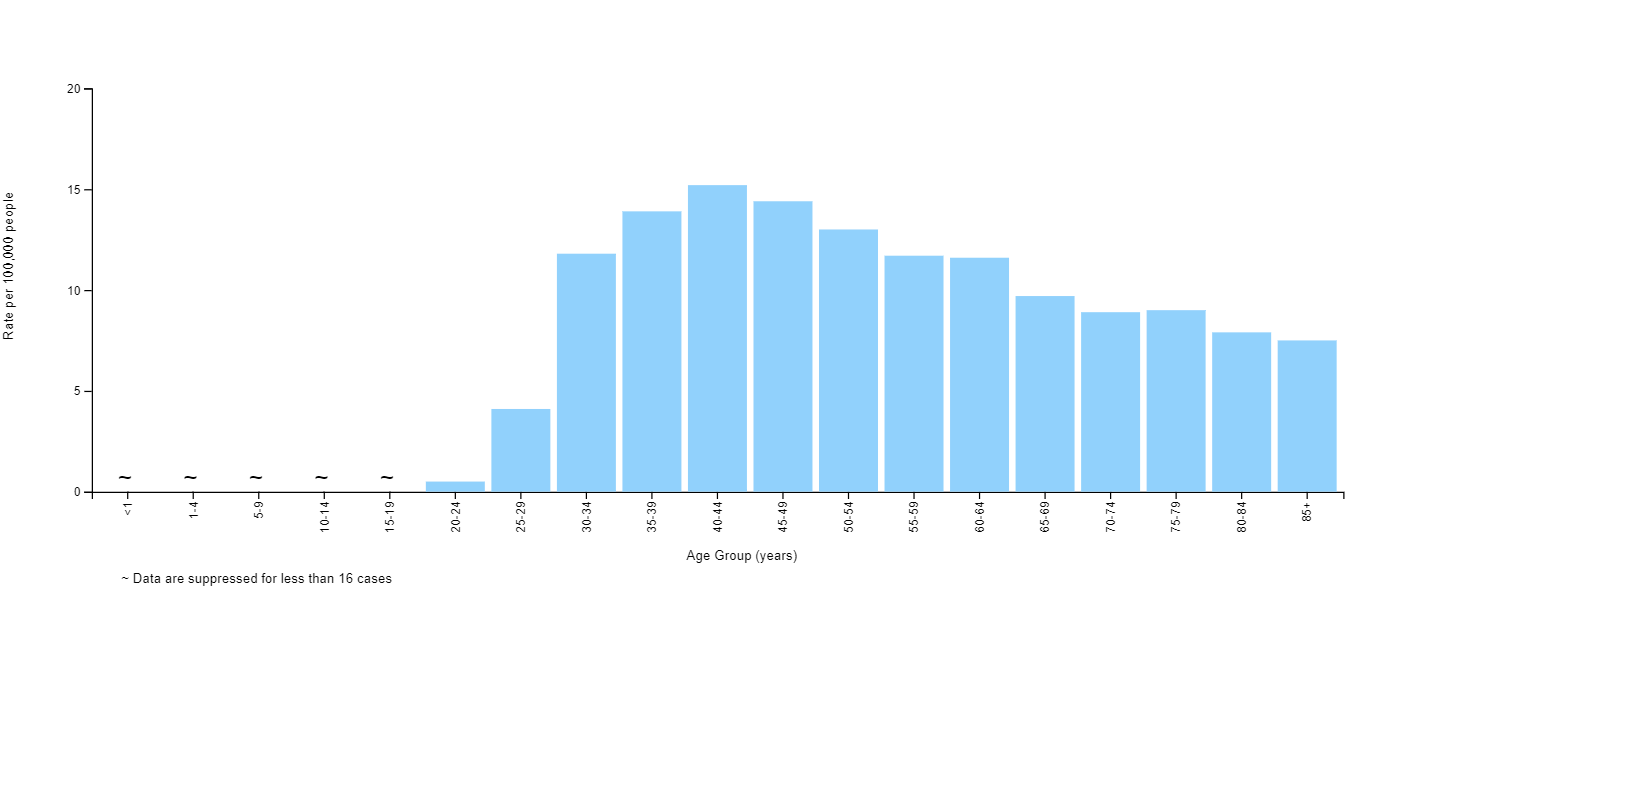 20
15
10
5
0
Rate per 100,000 people
~ ~ ~ ~ ~
<1 1-4 5-9 10-14 15-19 20-24 25-29 30-34 35-39 40-44 45-49 50-54 55-59 60-64 65-69 70-74 75-79 80-84 85+
Age Group (years)
~ Data are suppressed for less than 16 cases